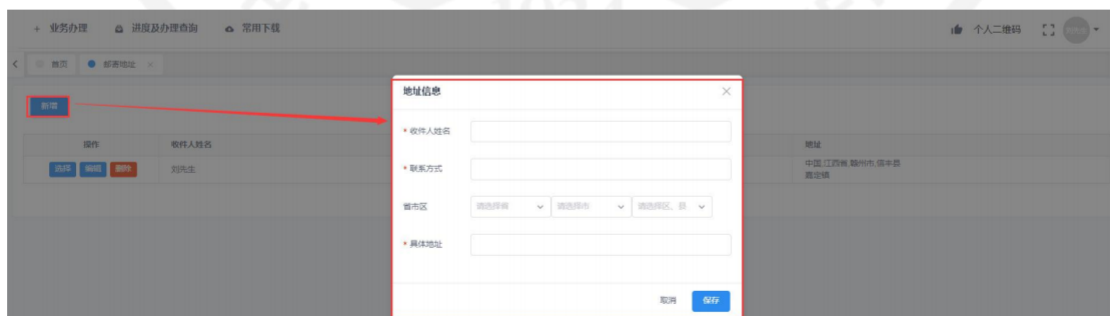 + 业务办理 进度及办理查询 常用下载 个人二维码
首页 邮寄地址 ×
新增
地址信息 ×
* 收件人姓名
操作 收件人姓名 地址
* 联系方式
选择 编辑 删除 刘先生 中国,江西省,赣州市,信丰县
嘉定镇
省市区 请选择省 请选择市 请选择区、县
* 具体地址
取消 保存